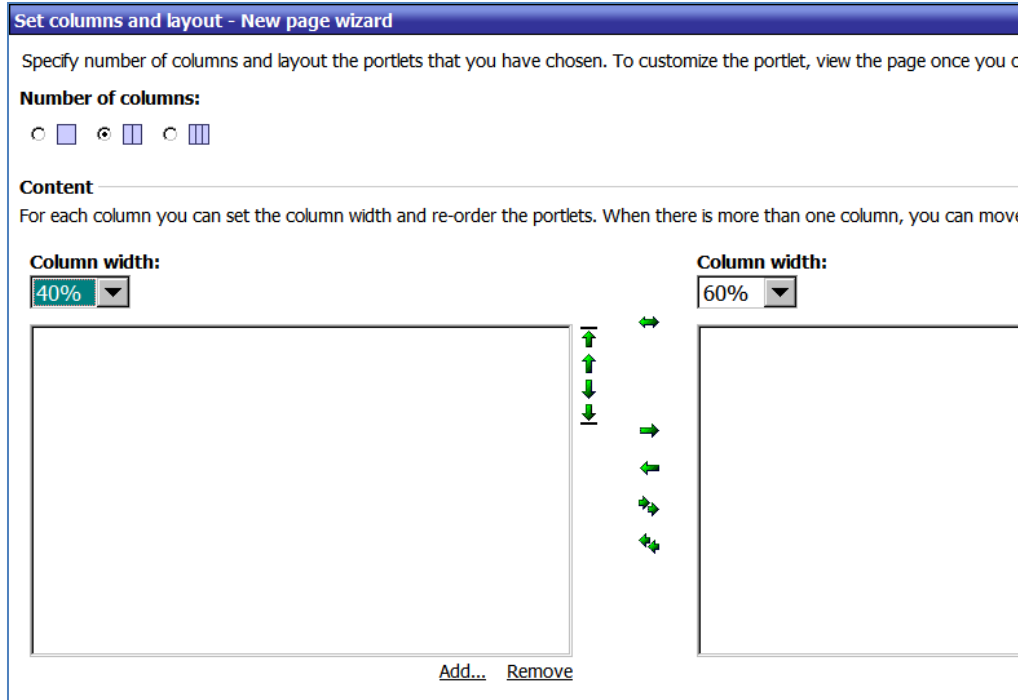 Set columns and layout - New page wizard
Specify number of columns and layout the portlets that you have chosen. To customize the portlet, view the page once you
Number of columns:
Content
For each column you can set the column width and re-order the portlets. When there is more than one column, you can move
Column width: Column width:
40% 60%
Add... Remove